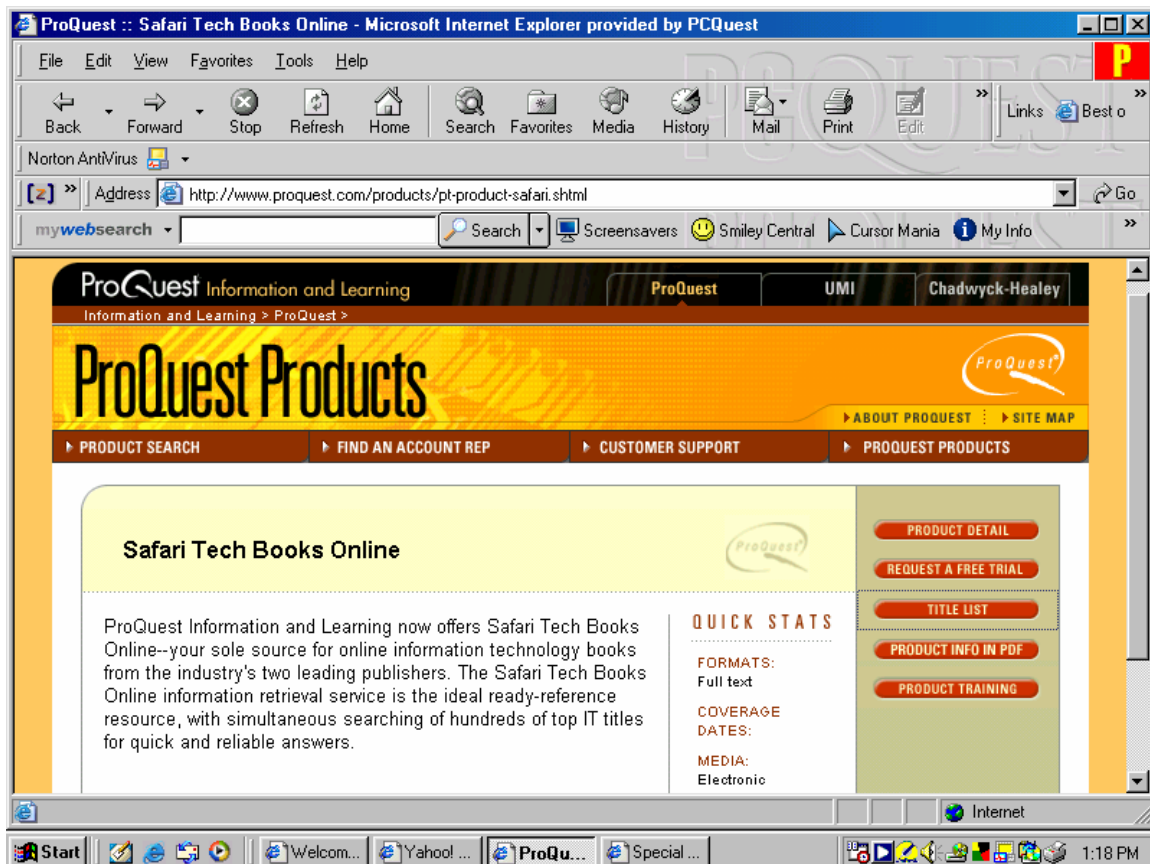 ProQuest :: Safari Tech Books Online - Microsoft Internet Explorer provided by PCQuest
File Edit View Favorites Tools Help
PCQUEST
P
Back Forward Stop Refresh Home Search Favorites Media History Mail Print Edit » Links Best o »
Norton AntiVirus
[z] » Address http://www.proquest.com/products/pt-product-safari.shtml Go
mywebsearch Search Screensavers Smiley Central Cursor Mania My Info »
ProQuest Information and Learning ProQuest UMI Chadwyck-Healey
Information and Learning > ProQuest >
ProQuest Products
ProQuest
ABOUT PROQUEST SITE MAP
PRODUCT SEARCH FIND AN ACCOUNT REP CUSTOMER SUPPORT PROQUEST PRODUCTS
Safari Tech Books Online
ProQuest
ProQuest Information and Learning now offers Safari Tech Books
Online--your sole source for online information technology books
from the industry's two leading publishers. The Safari Tech Books
Online information retrieval service is the ideal ready-reference
resource, with simultaneous searching of hundreds of top IT titles
for quick and reliable answers.
QUICK STATS
FORMATS:
Full text
COVERAGE
DATES:
MEDIA:
Electronic
PRODUCT DETAIL
REQUEST A FREE TRIAL
TITLE LIST
PRODUCT INFO IN PDF
PRODUCT TRAINING
Internet
Start Welcom... Yahoo! ... ProQu... Special ... 1:18 PM